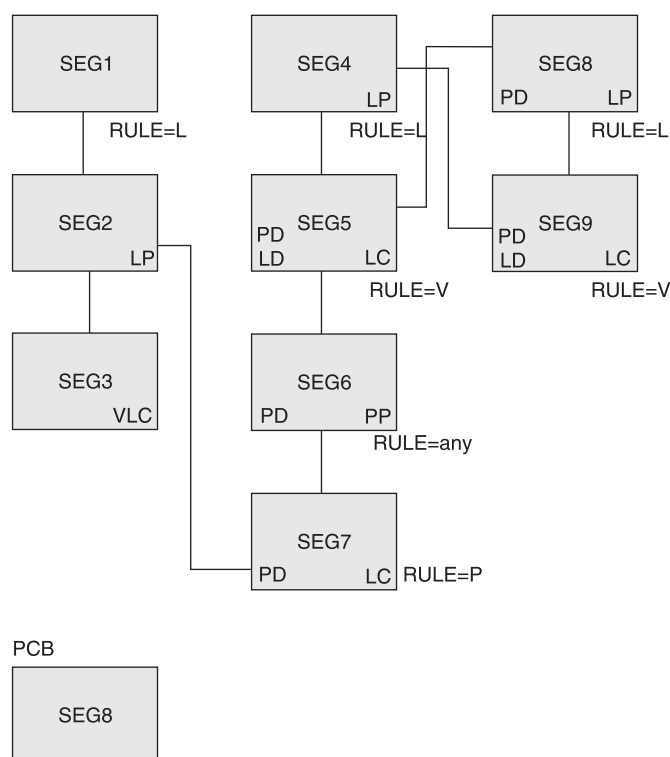 SEG1
RULE=L
SEG2
LP
SEG3
VLC
SEG4
LP
RULE=L
SEG5
PD
LD
LC
RULE=V
SEG6
PD
PP
RULE=any
SEG7
PD
LC
RULE=P
SEG8
PD
LP
RULE=L
SEG9
PD
LD
LC
RULE=V
PCB
SEG8